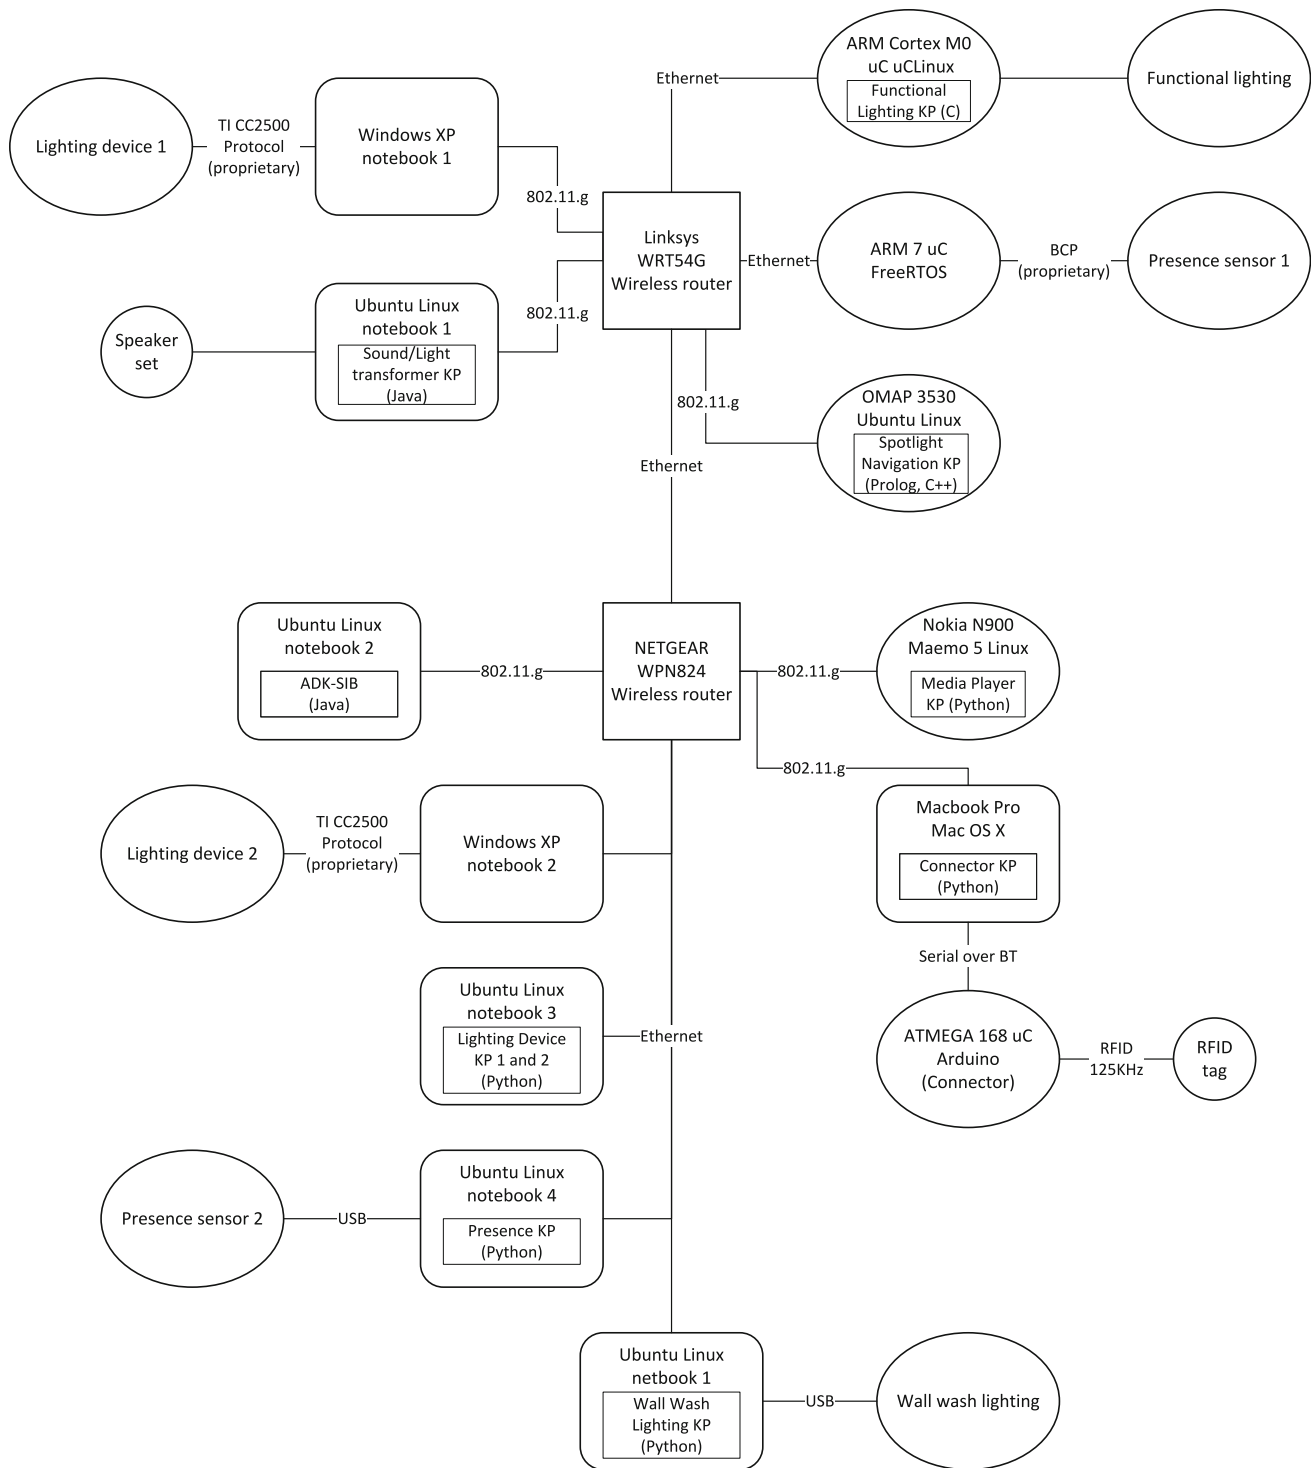 ARM Cortex M0
uC uCLinux
Functional
Lighting KP (C)
Ethernet
Functional lighting
Lighting device 1
TI CC2500
Protocol
(proprietary)
Windows XP
notebook 1
802.11.g
Linksys
WRT54G
Wireless router
Ethernet
ARM 7 uC
FreeRTOS
BCP
(proprietary)
Presence sensor 1
Speaker
set
Ubuntu Linux
notebook 1
Sound/Light
transformer KP
(Java)
802.11.g
802.11.g
OMAP 3530
Ubuntu Linux
Spotlight
Navigation KP
(Prolog, C++)
Ethernet
Ubuntu Linux
notebook 2
ADK-SIB
(Java)
802.11.g
NETGEAR
WPN824
Wireless router
802.11.g
Nokia N900
Maemo 5 Linux
Media Player
KP (Python)
802.11.g
Lighting device 2
TI CC2500
Protocol
(proprietary)
Windows XP
notebook 2
Macbook Pro
Mac OS X
Connector KP
(Python)
Serial over BT
Ubuntu Linux
notebook 3
Lighting Device
KP 1 and 2
(Python)
Ethernet
ATMEGA 168 uC
Arduino
(Connector)
RFID
125KHz
RFID
tag
Presence sensor 2
USB
Ubuntu Linux
notebook 4
Presence KP
(Python)
Ubuntu Linux
netbook 1
Wall Wash
Lighting KP
(Python)
USB
Wall wash lighting